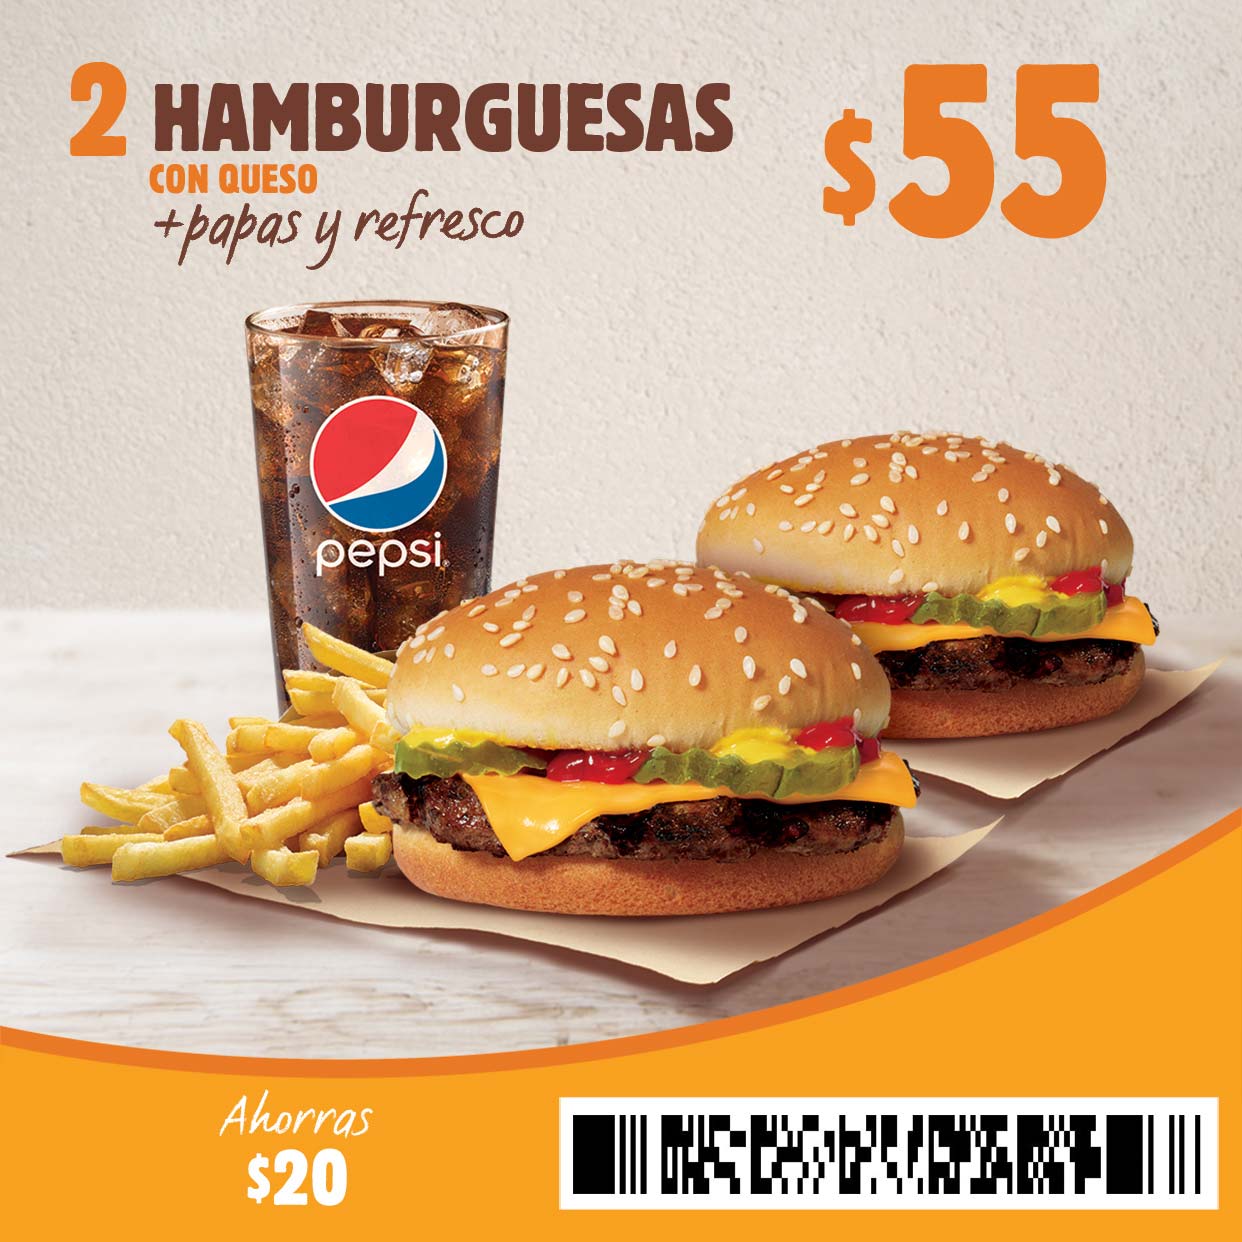 2 HAMBURGUESAS
CON QUESO
+papas y refresco
$55
pepsi
Ahorras
$20